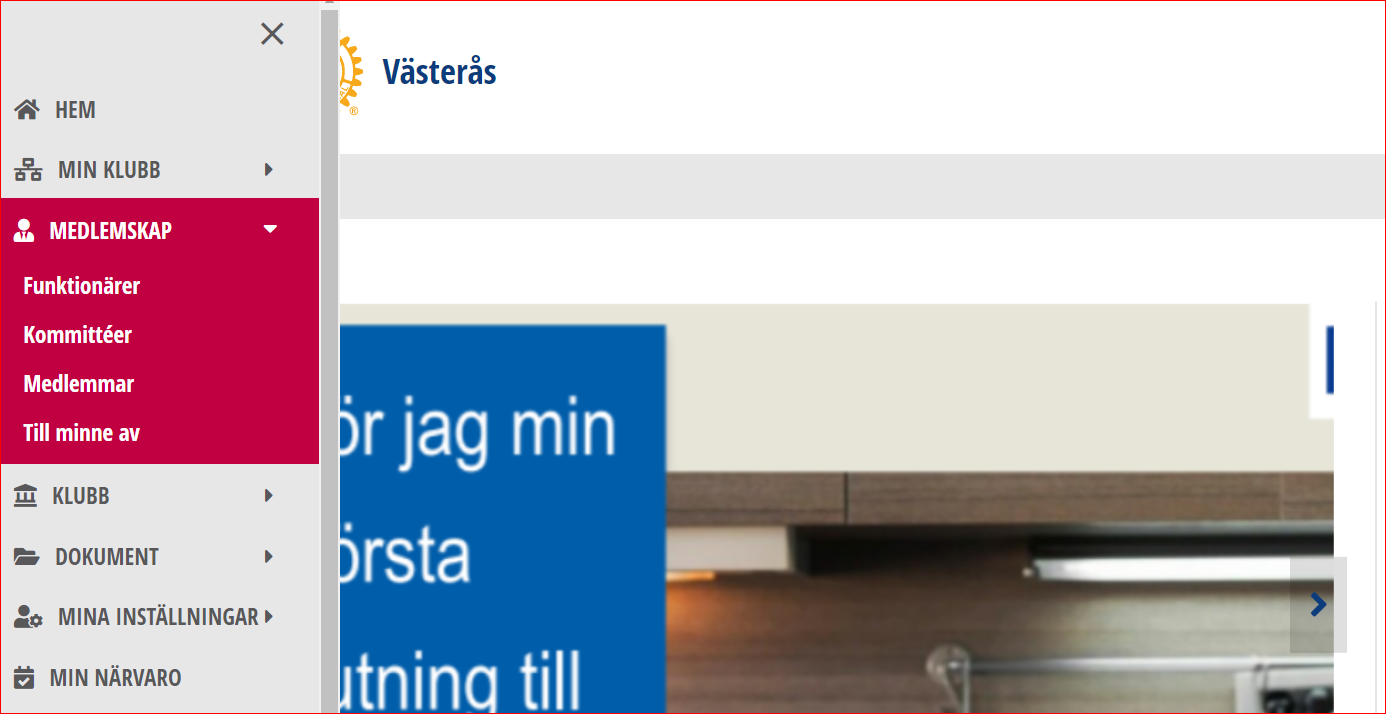 Västerås
HEM
MIN KLUBB
MEDLEMSKAP
Funktionärer
Kommittéer
Medlemmar
Till minne av
KLUBB
DOKUMENT
MINA INSTÄLLNINGAR
MIN NÄRVARO
ör jag min
örsta
utning till